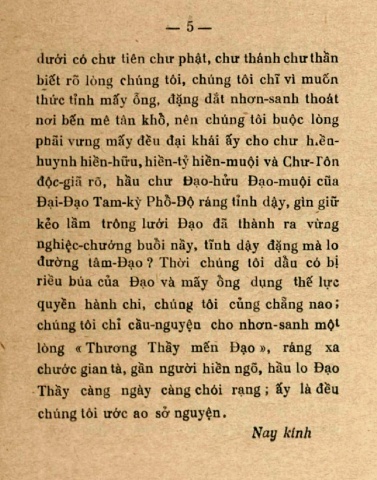 — 5 —
dưới có chư tiên chư phật, chư thánh chư thần
biết rõ lòng chúng tôi, chúng tôi chĩ vì muốn
thức tỉnh mấy ổng, đặng dắt nhơn-sanh thoát
nơi bến mê tân khổ, nên chúng tôi buộc lòng
phãi vưng mấy đều đại khái ấy cho chư hiền-
huynh hiền-hữu, hiền-tỷ hiền-muội và Chư-Tôn
độc-giã rõ, hầu chư Đạo-hửu Đạo-muội cũa
Đại-Đạo Tam-kỳ Phổ-Độ ráng tỉnh dậy, gìn giữ
kẻo lầm trông lưới Đạo đã thành ra vừng
nghiệc-chướng buổi nầy, tĩnh dậy đặng mà lo
đường tâm-Đạo ? Thời chúng tôi dầu có bị
riều búa của Đạo và mấy ổng dụng thế lực
quyền hành chi, chúng tôi củng chẳng nao ;
chúng tôi chỉ cầu-nguyện cho nhơn-sanh một
lòng « Thương Thầy mến Đạo », ráng xa
chước gian tà, gần người hiền ngõ, hầu lo Đạo
Thầy càng ngày càng chói rạng ; ấy là đều
chúng tôi ước ao sở nguyện.
Nay kính